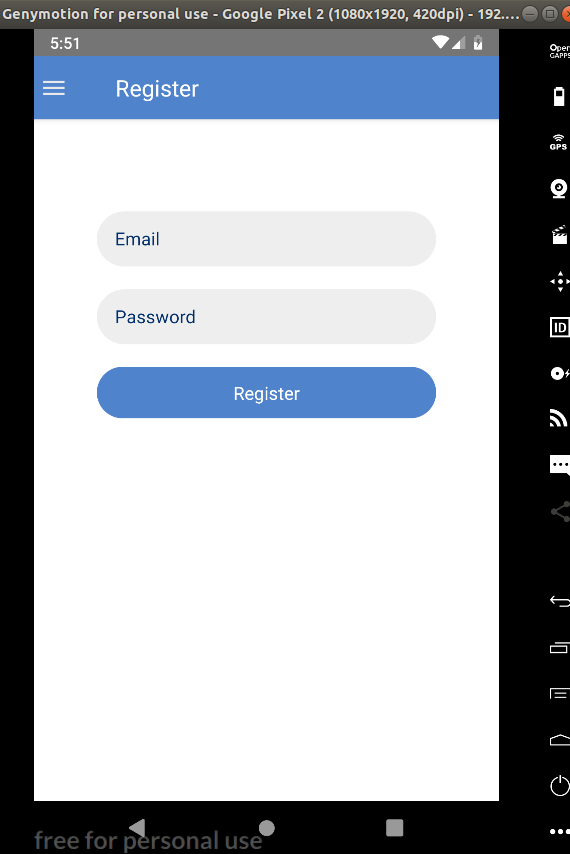 Genymotion for personal use - Google Pixel 2 (1080x1920, 420dpi) - 192....
5:51
Register
Email
Password
Register
free for personal use
Open
GAPPS
GPS
ID